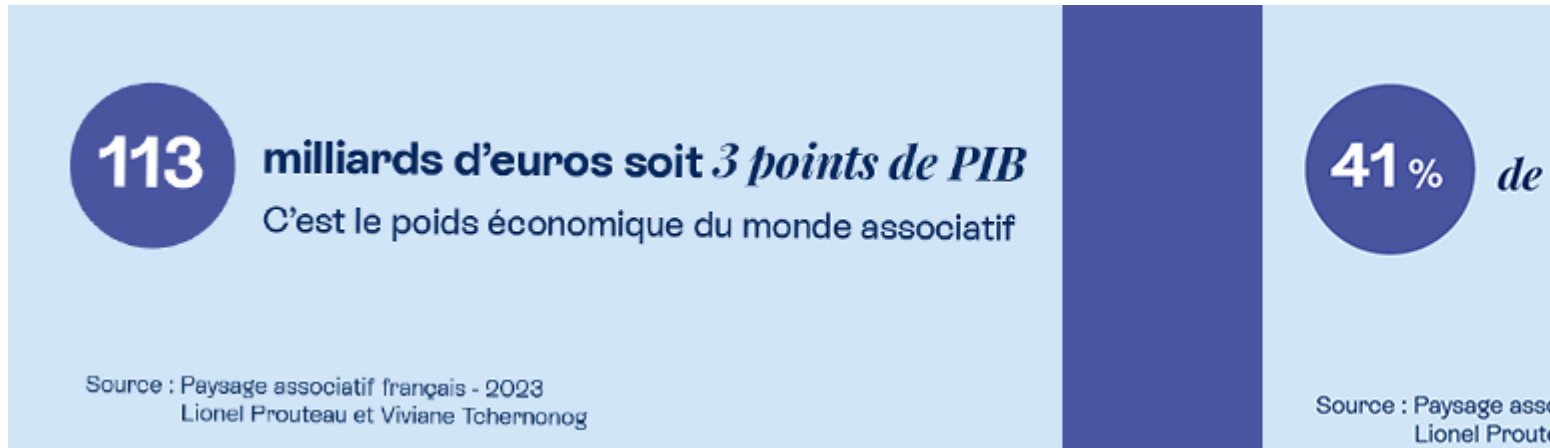 113
milliards d’euros soit 3 points de PIB
C’est le poids économique du monde associatif
Source : Paysage associatif français - 2023
Lionel Prouteau et Viviane Tchernonog
41 %
de
Source : Paysage
Lionel